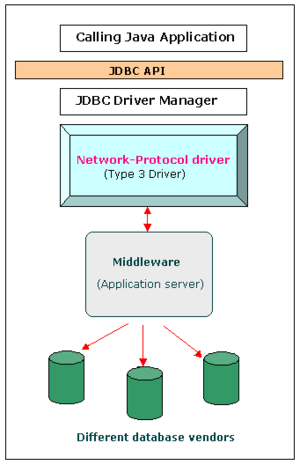 Calling Java Application
JDBC API
JDBC Driver Manager
Network-Protocol driver
(Type 3 Driver)
Middleware
(Application server)
Different database vendors